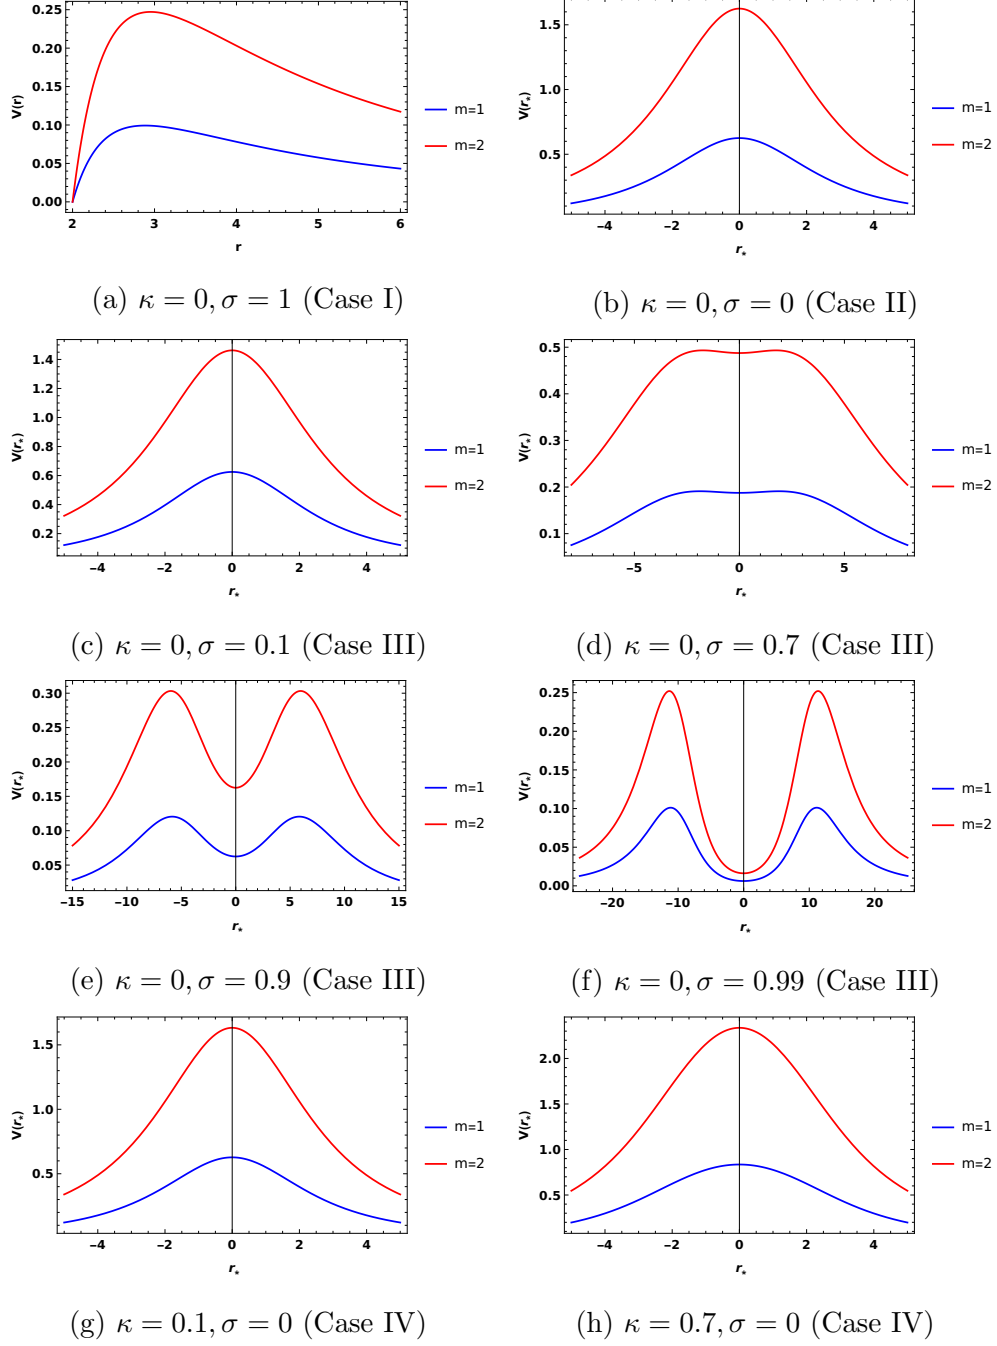 0.25
0.20
0.15
0.10
0.05
0.00
V(r)
2 3 4 5 6
r
m=1
m=2
(a) κ = 0, σ = 1 (Case I)
1.5
1.0
0.5
V(r⋆)
−4 −2 0 2 4
r⋆
m=1
m=2
(b) κ = 0, σ = 0 (Case II)
1.4
1.2
1.0
0.8
0.6
0.4
0.2
V(r⋆)
−4 −2 0 2 4
r⋆
m=1
m=2
(c) κ = 0, σ = 0.1 (Case III)
0.5
0.4
0.3
0.2
0.1
V(r⋆)
−5 0 5
r⋆
m=1
m=2
(d) κ = 0, σ = 0.7 (Case III)
0.30
0.25
0.20
0.15
0.10
0.05
V(r⋆)
−15 −10 −5 0 5 10 15
r⋆
m=1
m=2
(e) κ = 0, σ = 0.9 (Case III)
0.25
0.20
0.15
0.10
0.05
0.00
V(r⋆)
−20 −10 0 10 20
r⋆
m=1
m=2
(f) κ = 0, σ = 0.99 (Case III)
1.5
1.0
0.5
V(r⋆)
−4 −2 0 2 4
r⋆
m=1
m=2
(g) κ = 0.1, σ = 0 (Case IV)
2.0
1.5
1.0
0.5
V(r⋆)
−4 −2 0 2 4
r⋆
m=1
m=2
(h) κ = 0.7, σ = 0 (Case IV)